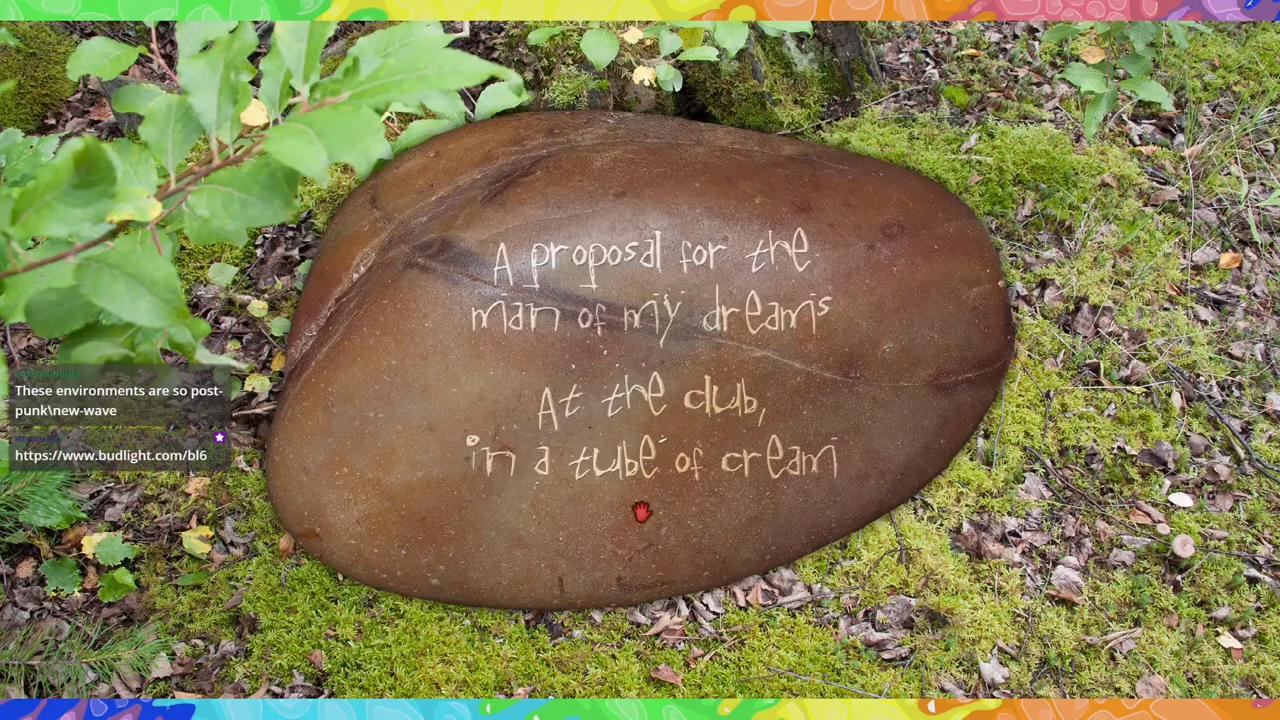 A proposal for the
man of my dreams
At the club,
in a tube of cream
These environments are so post-
punk\new-wave
https://www.budlight.com/bl6